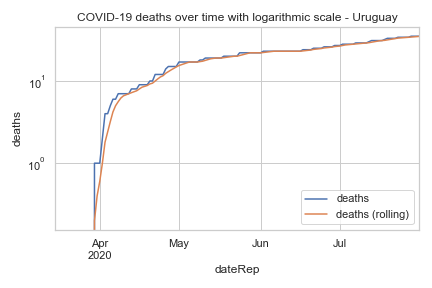 COVID-19 deaths over time with logarithmic scale - Uruguay
deaths
10¹
10⁰
deaths
deaths (rolling)
Apr
2020
May
Jun
Jul
dateRep